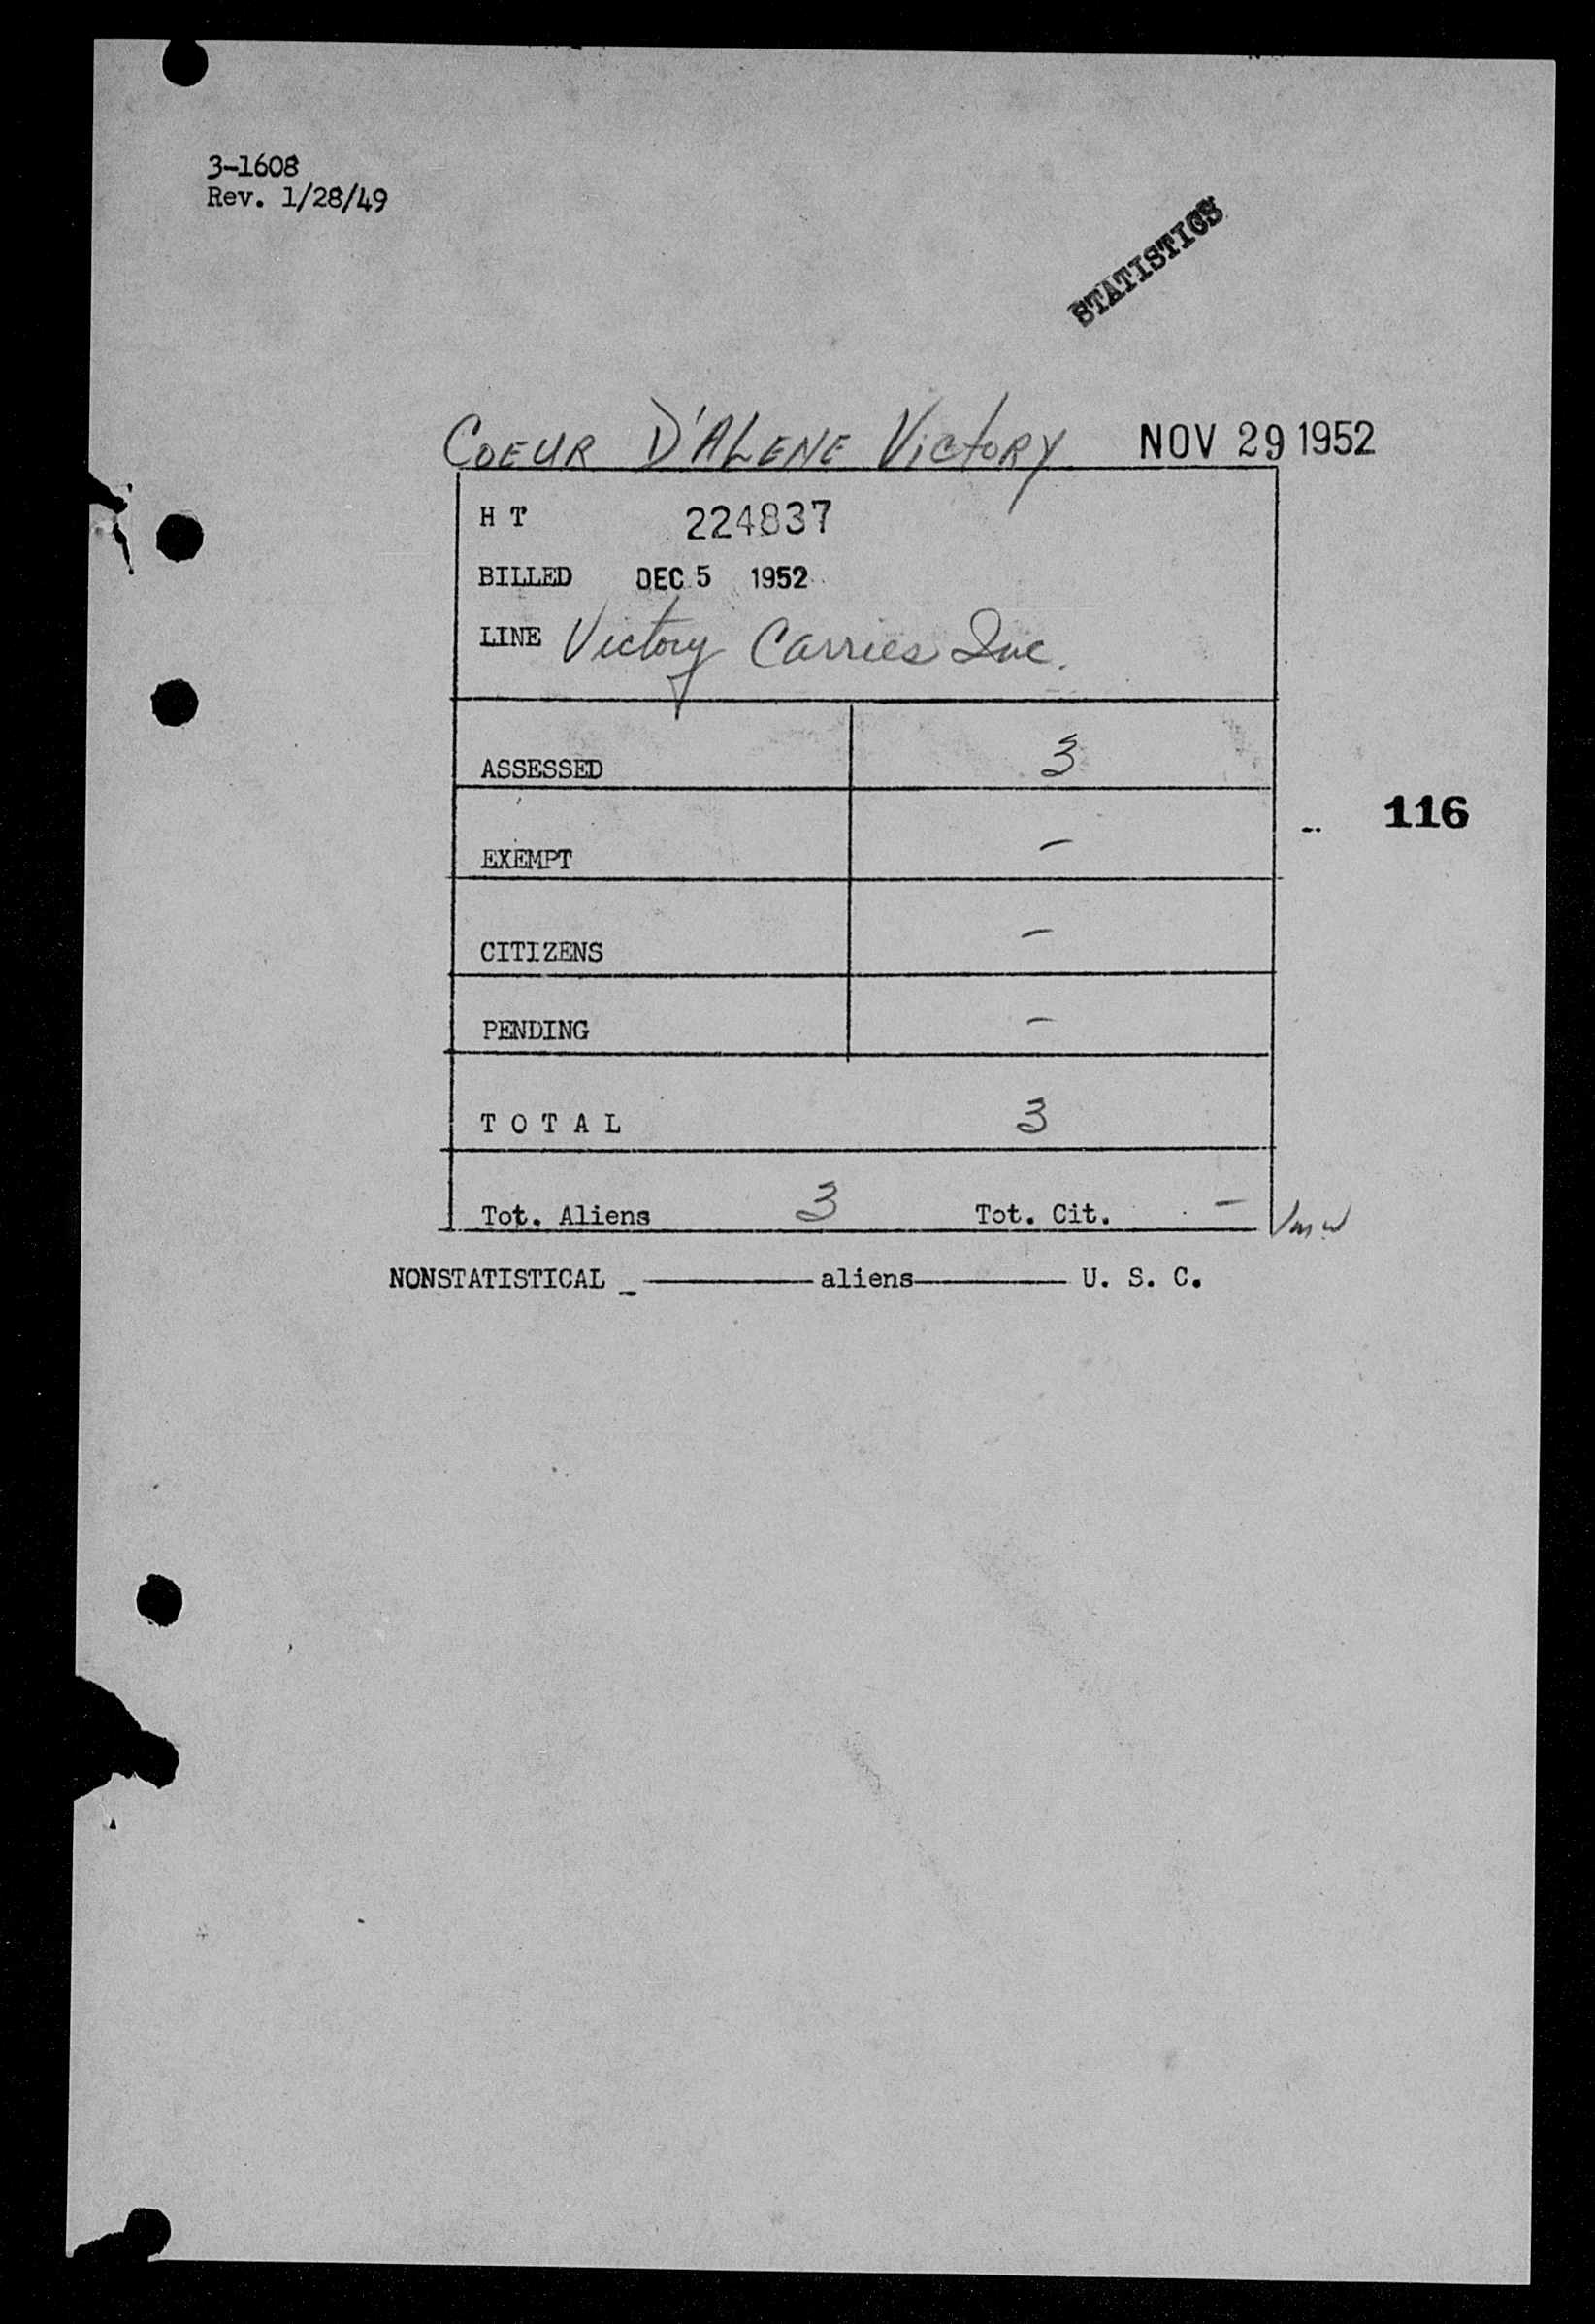 3-1608
Rev. 1/28/49
STATISTICS
COEUR D'ALENE VICTORY NOV 29 1952
H T 224837
BILLED DEC 5 1952
LINE Victory Carries Inc.
ASSESSED 3
116
EXEMPT -
CITIZENS -
PENDING -
T O T A L 3
Tot. Aliens 3 Tot. Cit. -
NONSTATISTICAL _ ———— aliens ———— U. S. C.